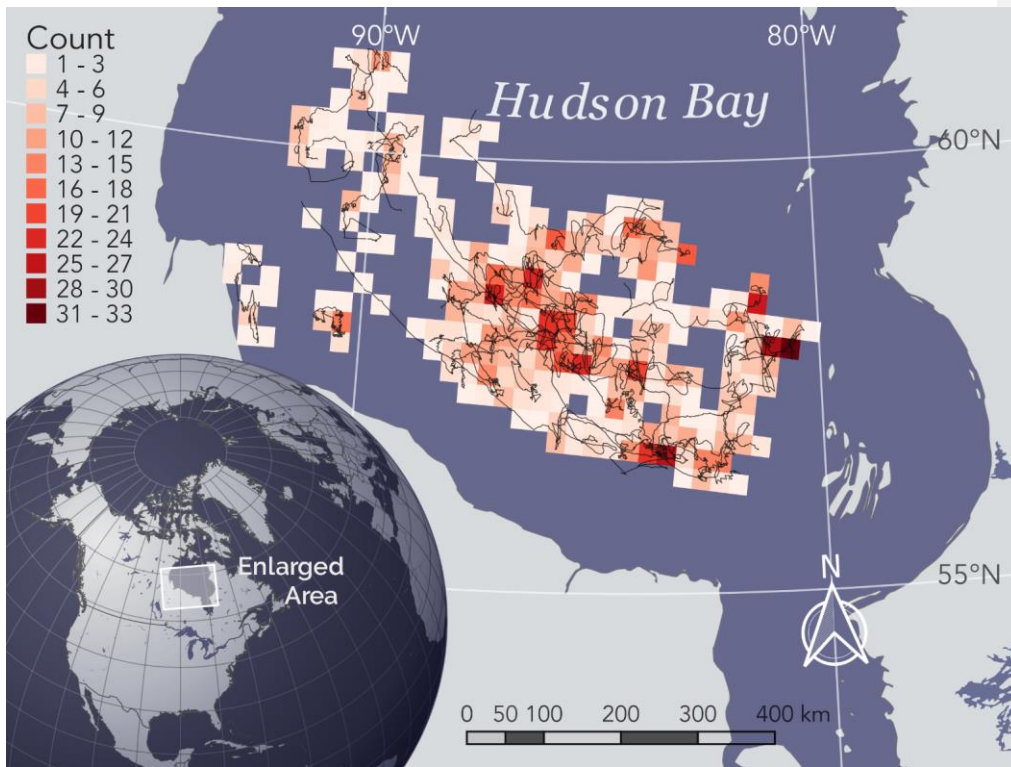 Count
1 - 3
4 - 6
7 - 9
10 - 12
13 - 15
16 - 18
19 - 21
22 - 24
25 - 27
28 - 30
31 - 33
90°W
80°W
Hudson Bay
60°N
55°N
Enlarged
Area
N
0 50 100 200 300 400 km